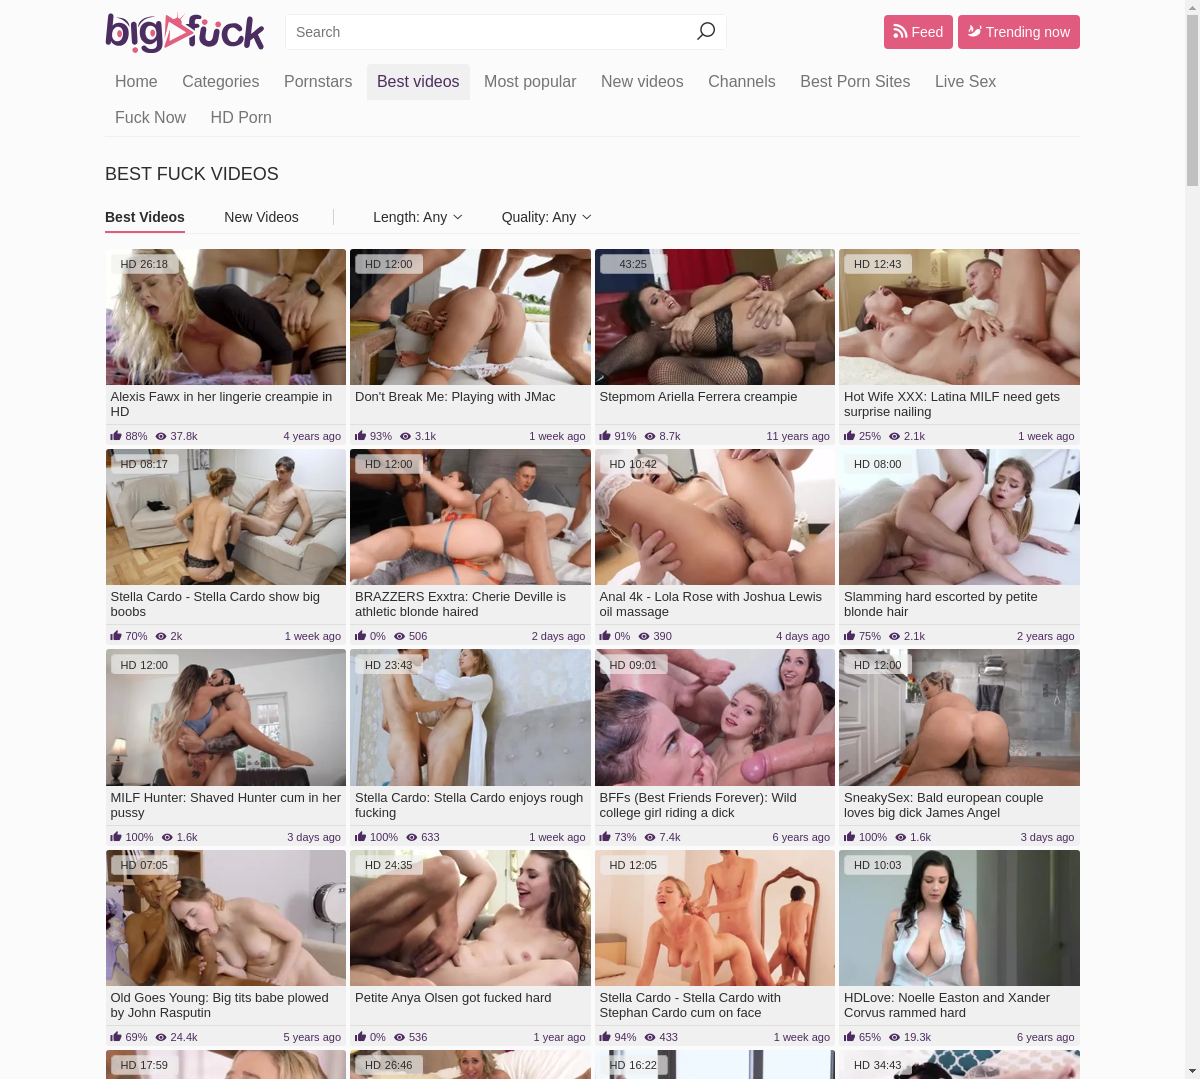 bigfuck
Search
Feed
Trending now
Home Categories Pornstars Best videos Most popular New videos Channels Best Porn Sites Live Sex
Fuck Now HD Porn
BEST FUCK VIDEOS
Best Videos New Videos Length: Any Quality: Any
HD 26:18 HD 12:00 43:25 HD 12:43
Alexis Fawx in her lingerie creampie in HD
88% 37.8k 4 years ago
Don't Break Me: Playing with JMac
93% 3.1k 1 week ago
Stepmom Ariella Ferrera creampie
91% 8.7k 11 years ago
Hot Wife XXX: Latina MILF need gets surprise nailing
25% 2.1k 1 week ago
HD 08:17 HD 12:00 HD 10:42 HD 08:00
Stella Cardo - Stella Cardo show big boobs
70% 2k 1 week ago
BRAZZERS Exxtra: Cherie Deville is athletic blonde haired
0% 506 2 days ago
Anal 4k - Lola Rose with Joshua Lewis oil massage
0% 390 4 days ago
Slamming hard escorted by petite blonde hair
75% 2.1k 2 years ago
HD 12:00 HD 23:43 HD 09:01 HD 12:00
MILF Hunter: Shaved Hunter cum in her pussy
100% 1.6k 3 days ago
Stella Cardo: Stella Cardo enjoys rough fucking
100% 633 1 week ago
BFFs (Best Friends Forever): Wild college girl riding a dick
73% 7.4k 6 years ago
SneakySex: Bald european couple loves big dick James Angel
100% 1.6k 3 days ago
HD 07:05 HD 24:35 HD 12:05 HD 10:03
Old Goes Young: Big tits babe plowed by John Rasputin
69% 24.4k 5 years ago
Petite Anya Olsen got fucked hard
0% 536 1 year ago
Stella Cardo - Stella Cardo with Stephan Cardo cum on face
94% 433 1 week ago
HDLove: Noelle Easton and Xander Corvus rammed hard
65% 19.3k 6 years ago
HD 17:59 HD 26:46 HD 16:22 HD 34:43